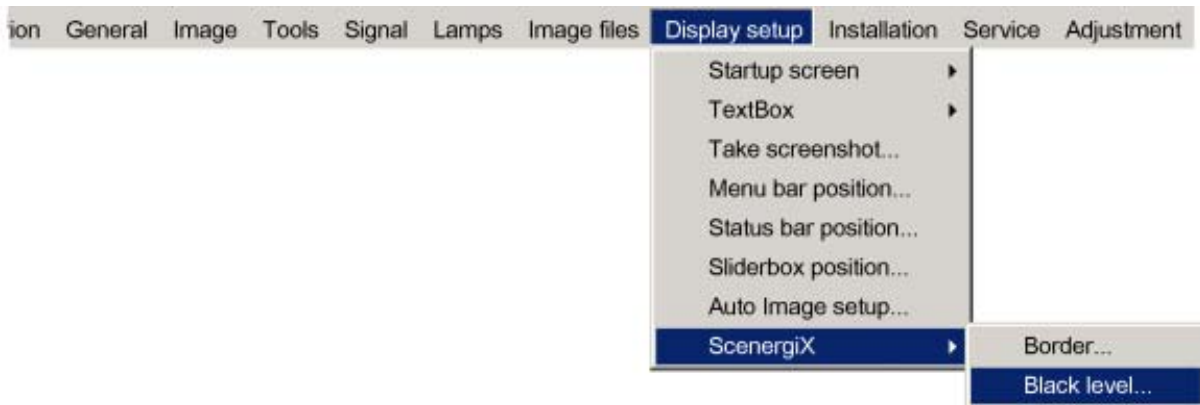 ion General Image Tools Signal Lamps Image files Display setup Installation Service Adjustment
Startup screen
TextBox
Take screenshot...
Menu bar position...
Status bar position...
Sliderbox position...
Auto Image setup...
ScenergiX
Border...
Black level...